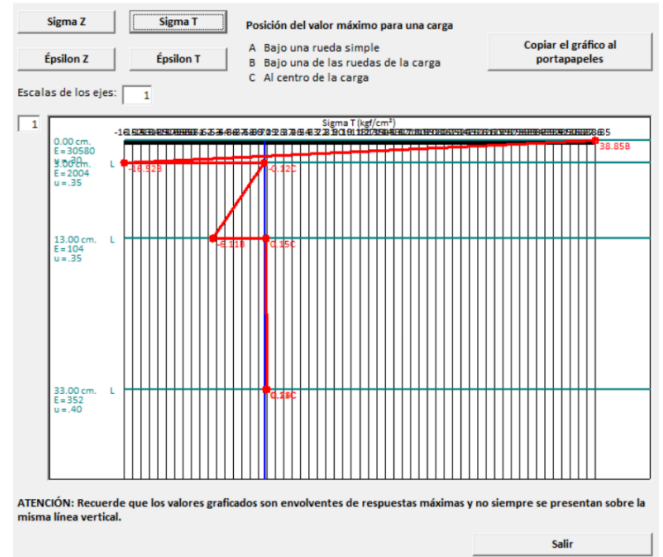 Sigma Z
Sigma T
Épsilon Z
Épsilon T
Posición del valor máximo para una carga
A Bajo una rueda simple
B Bajo una de las ruedas de la carga
C Al centro de la carga
Copiar el gráfico al
portapapeles
Escalas de los ejes: 1
1
Sigma T (kgf/cm²)
0.00 cm.
E=30580
38.85B
L
E=2004
u=.35
-16.92B
-0.12C
13.00 cm. L
E=104
u=.35
-6.11B
0.15C
33.00 cm. L
E=352
u=.40
ATENCIÓN: Recuerde que los valores graficados son envolventes de respuestas máximas y no siempre se presentan sobre la
misma línea vertical.
Salir